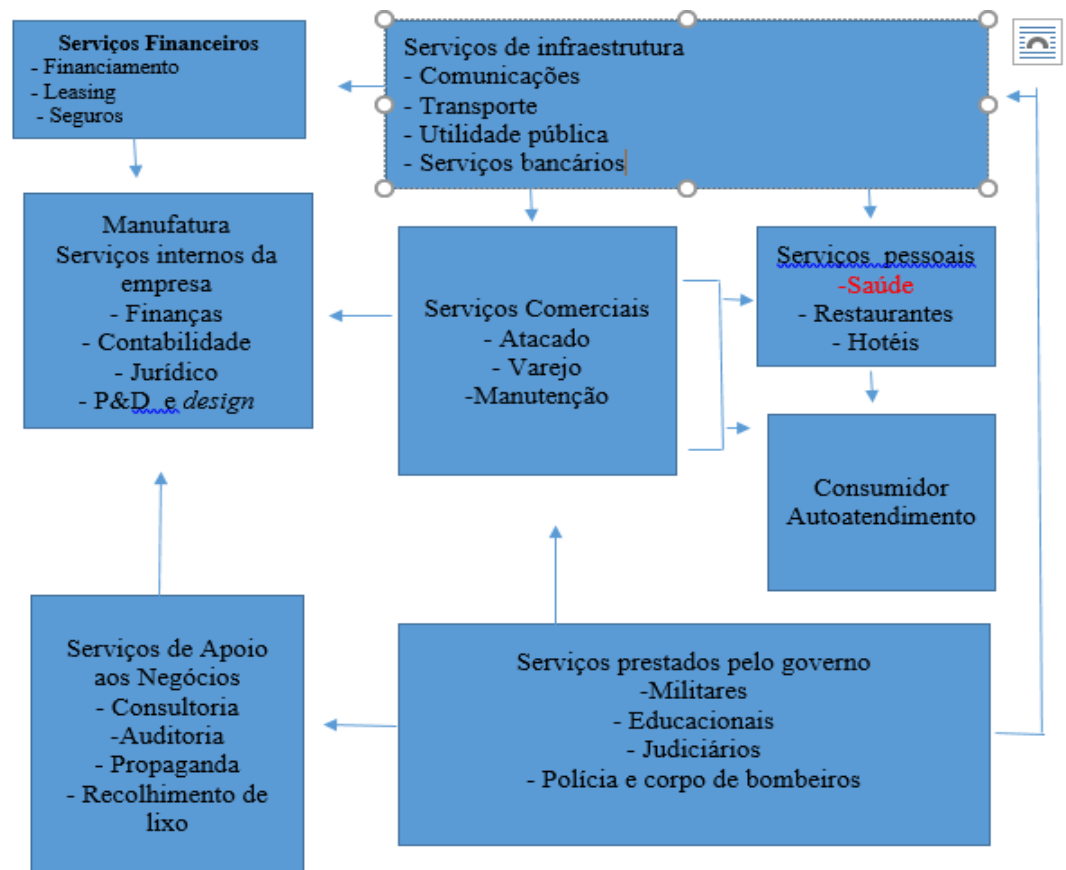 Serviços Financeiros
- Financiamento
- Leasing
- Seguros
Serviços de infraestrutura
- Comunicações
- Transporte
- Utilidade pública
- Serviços bancários
Manufatura
Serviços internos da
empresa
- Finanças
- Contabilidade
- Jurídico
- P&D e design
Serviços Comerciais
- Atacado
- Varejo
-Manutenção
Serviços pessoais
-Saúde
- Restaurantes
- Hotéis
Consumidor
Autoatendimento
Serviços de Apoio
aos Negócios
- Consultoria
-Auditoria
- Propaganda
- Recolhimento de
lixo
Serviços prestados pelo governo
-Militares
- Educacionais
- Judiciários
- Polícia e corpo de bombeiros